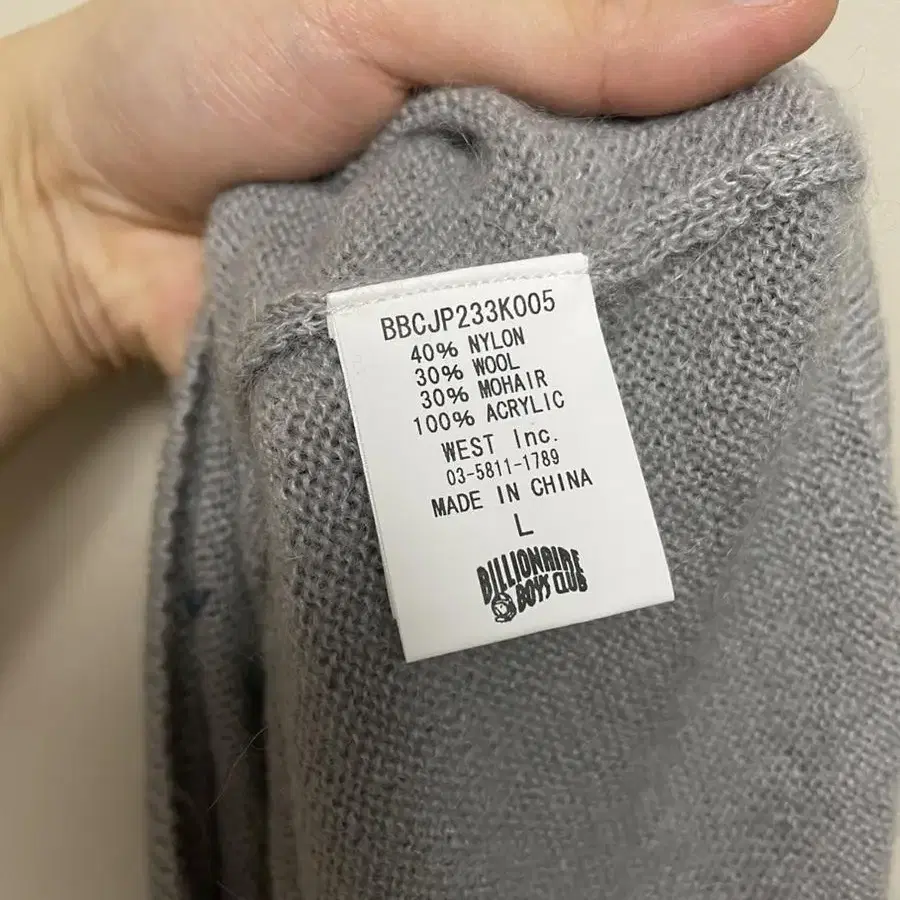 BBCJP233K005
40% NYLON
30% WOOL
30% MOHAIR
100% ACRYLIC
WEST Inc.
03-5811-1789
MADE IN CHINA
L
BILLIONAIRE
BOYS CLUB